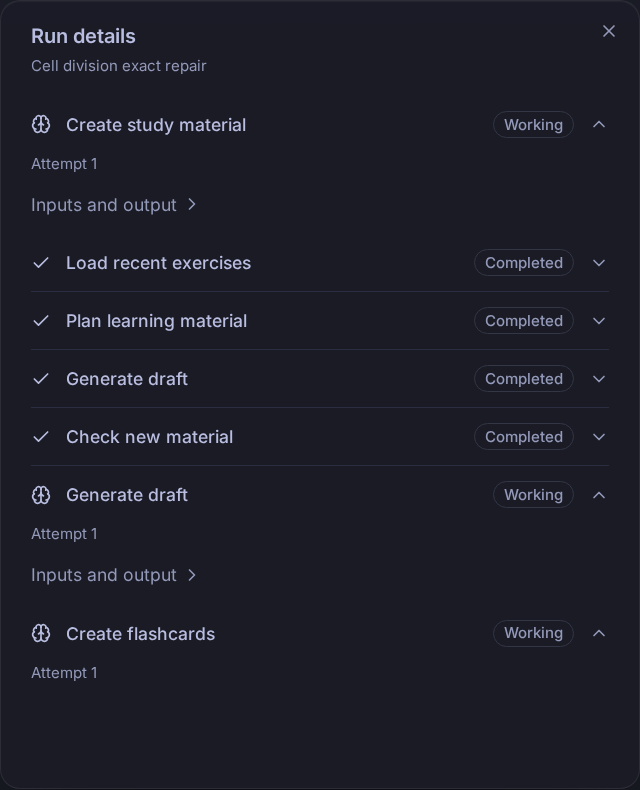 Run details
Cell division exact repair
Create study material Working
Attempt 1
Inputs and output
Load recent exercises Completed
Plan learning material Completed
Generate draft Completed
Check new material Completed
Generate draft Working
Attempt 1
Inputs and output
Create flashcards Working
Attempt 1